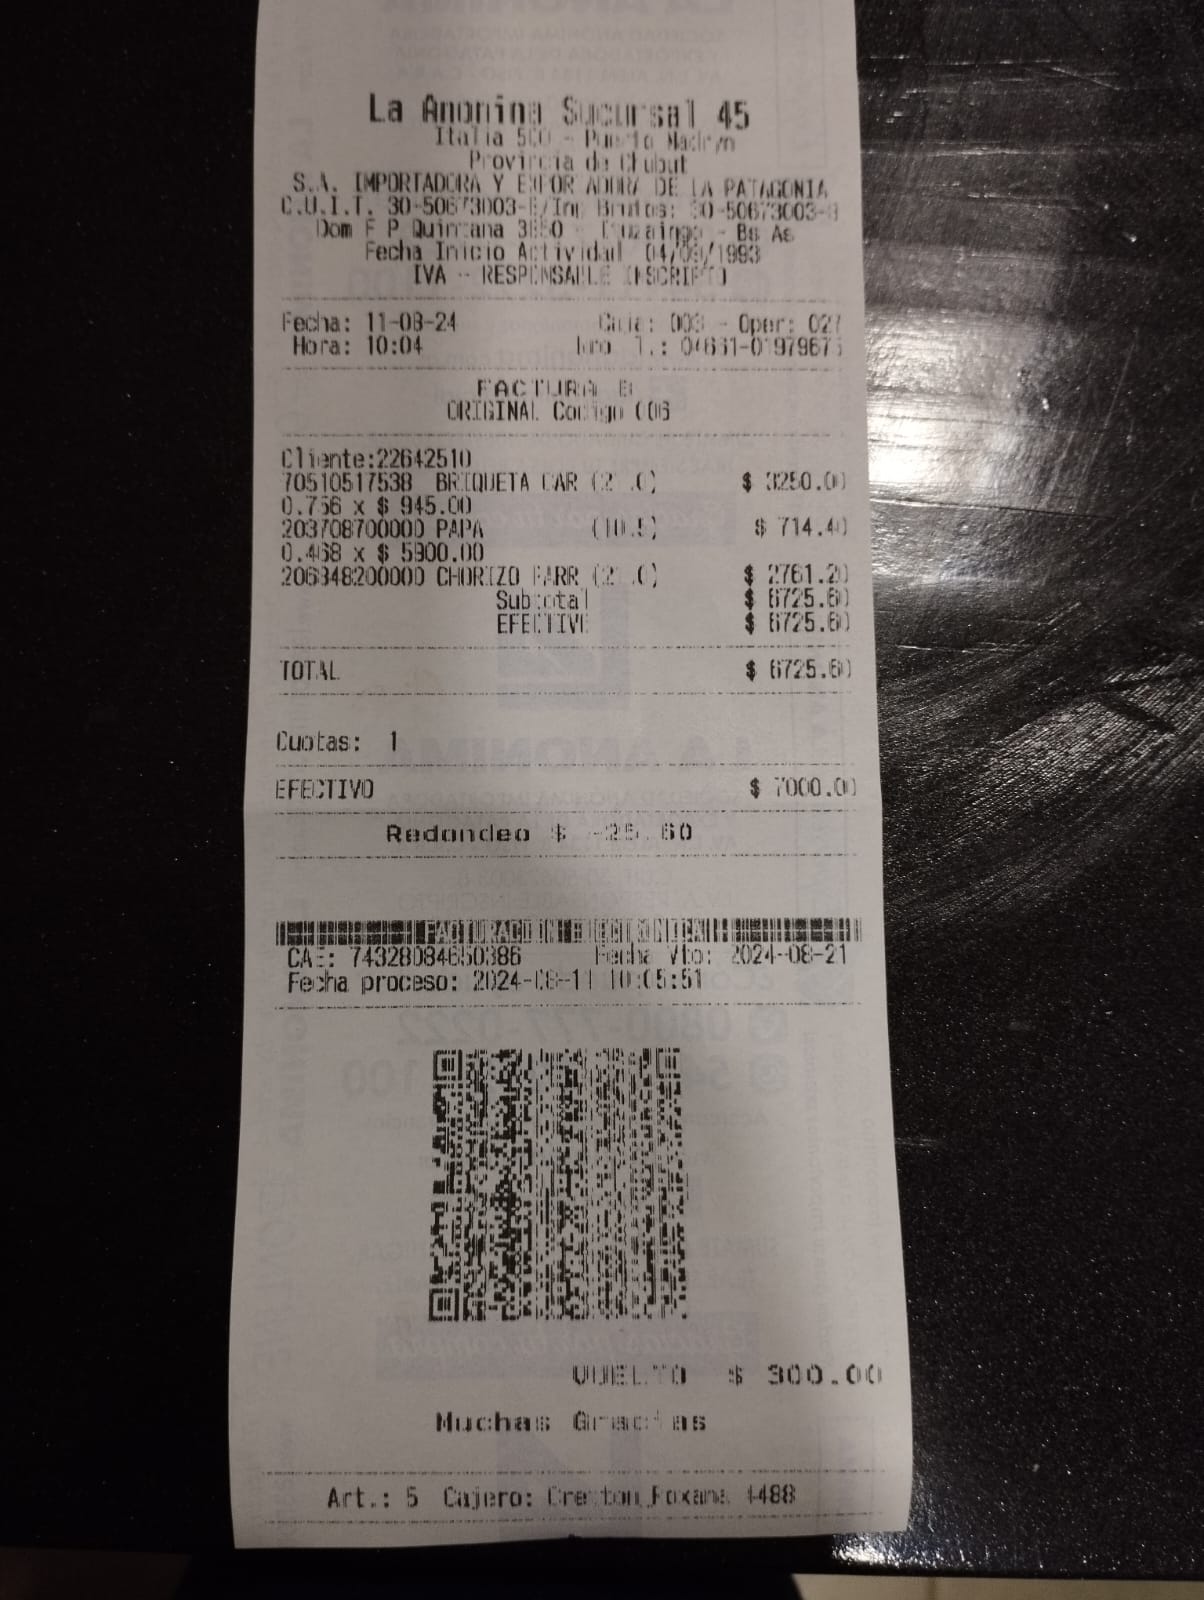 La Anonima Sucursal 45
Italia 500 - Puerto Madryn
Provincia de Chubut
S.A. IMPORTADORA Y EXPORTADORA DE LA PATAGONIA
C.U.I.T. 30-50673003-8/Ing Brutos: 30-50673003-8
Dom F P Quintana 3850 - Ituzaingo - Bs As
Fecha Inicio Actividad 04/09/1993
IVA - RESPONSABLE INSCRIPTO
Fecha: 11-08-24 Caja: 003 - Oper: 027
Hora: 10:04 Nro. T.:
FACTURA B
ORIGINAL Codigo 006
Cliente:22642510
70510517538 BRIQUETA CAR (21.0) $ 3250.00
0.756 x $ 945.00
203708700000 PAPA (10.5) $ 714.40
0.468 x $ 5900.00
206348200000 CHORIZO PARR (21.0) $ 2761.20
Subtotal $ 6725.60
EFECTIVO $ 6725.60
TOTAL $ 6725.60
Cuotas: 1
EFECTIVO $ 7000.00
Redondeo $ -25.60
FACTURACION ELECTRONICA
CAE: 74328084650386 Fecha Vto: 2024-08-21
Fecha proceso: 2024-08-11 10:05:51
VUELTO $ 300.00
Muchas Gracias
Art.: 5 Cajero: Roxana 4488